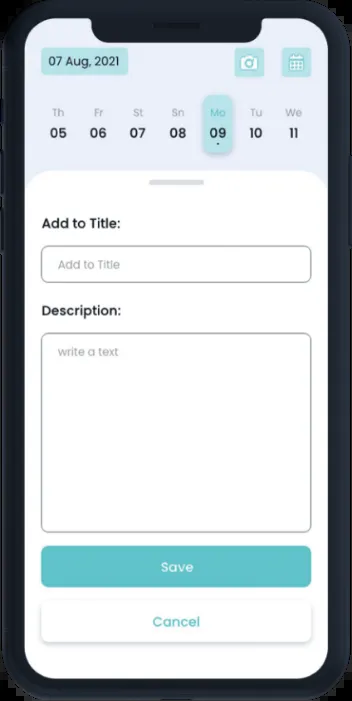 07 Aug, 2021
Th Fr St Sn Mo Tu We
05 06 07 08 09 10 11
Add to Title:
Add to Title
Description:
write a text
Save
Cancel